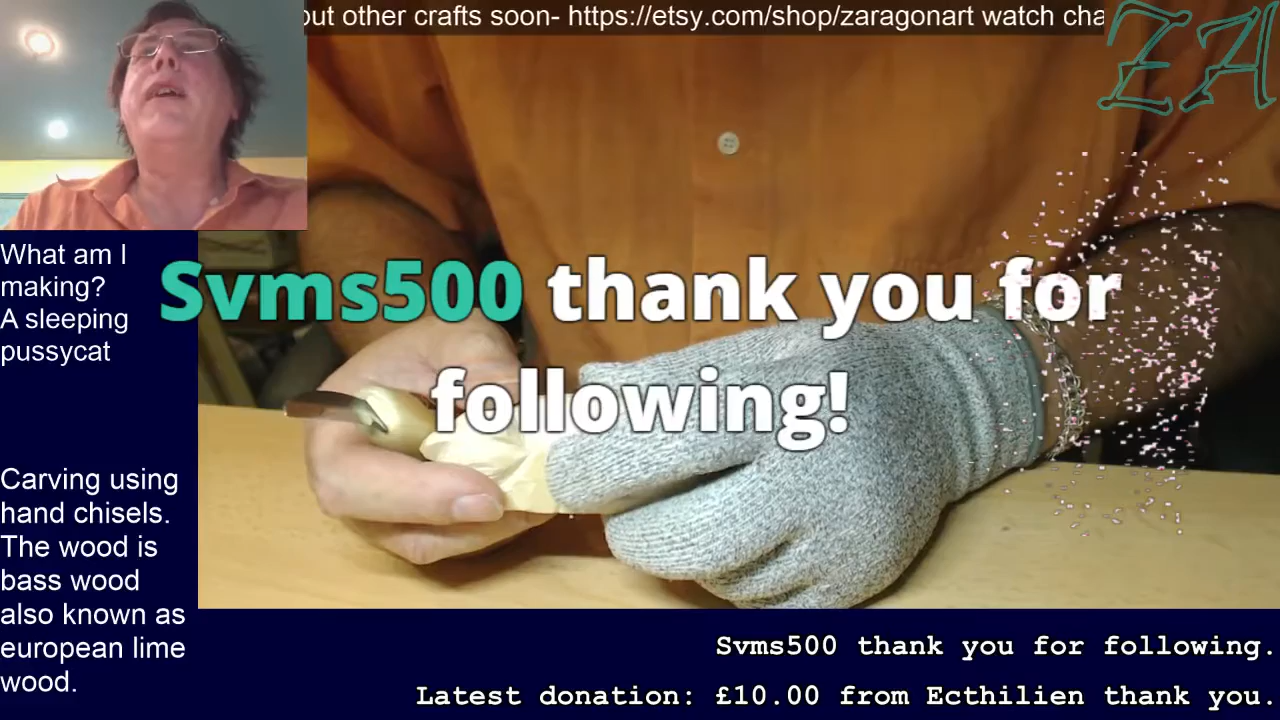 out other crafts soon- https://etsy.com/shop/zaragonart watch cha
ZA
What am I
making?
A sleeping
pussycat
Svms500 thank you for
following!
Carving using
hand chisels.
The wood is
bass wood
also known as
european lime
wood.
Svms500 thank you for following.
Latest donation: £10.00 from Ecthilien thank you.